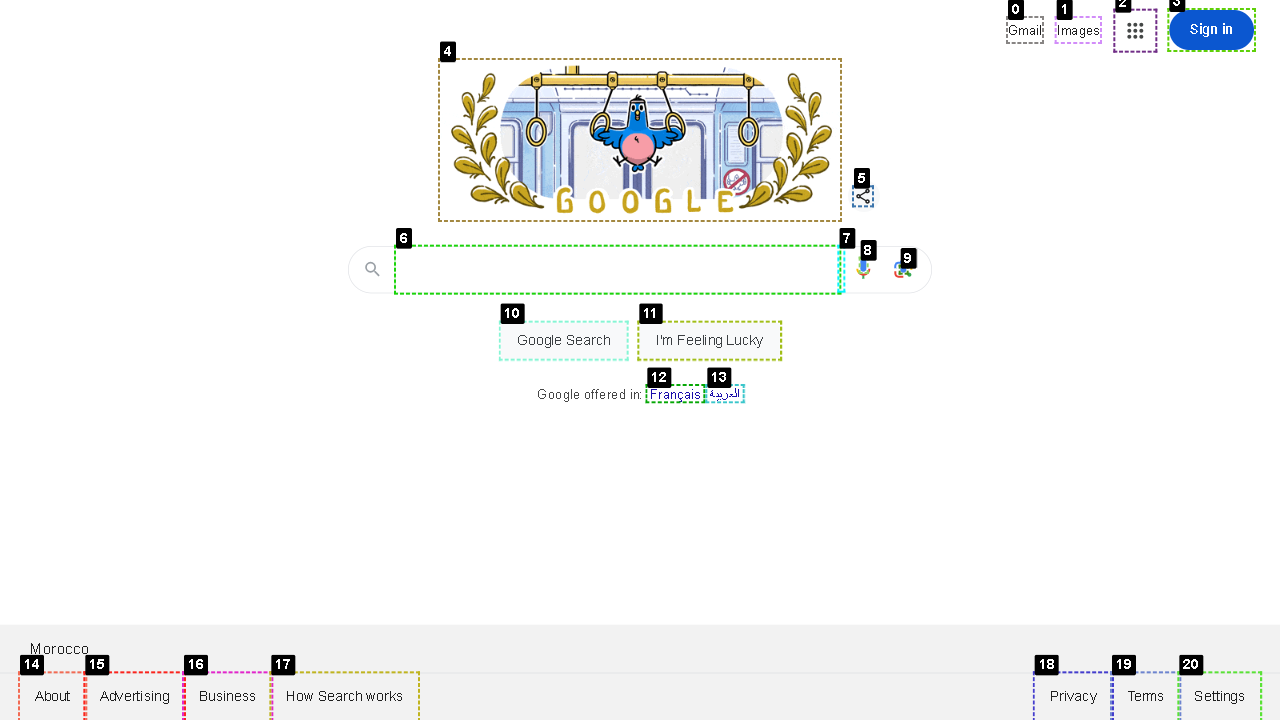 0 1 2 3
Gmail Images Sign in
4
GOOGLE
5
6 7 8 9
10 11
Google Search I'm Feeling Lucky
12 13
Google offered in: Français العربية
Morocco
14 15 16 17 18 19 20
About Advertising Business How Search works Privacy Terms Settings